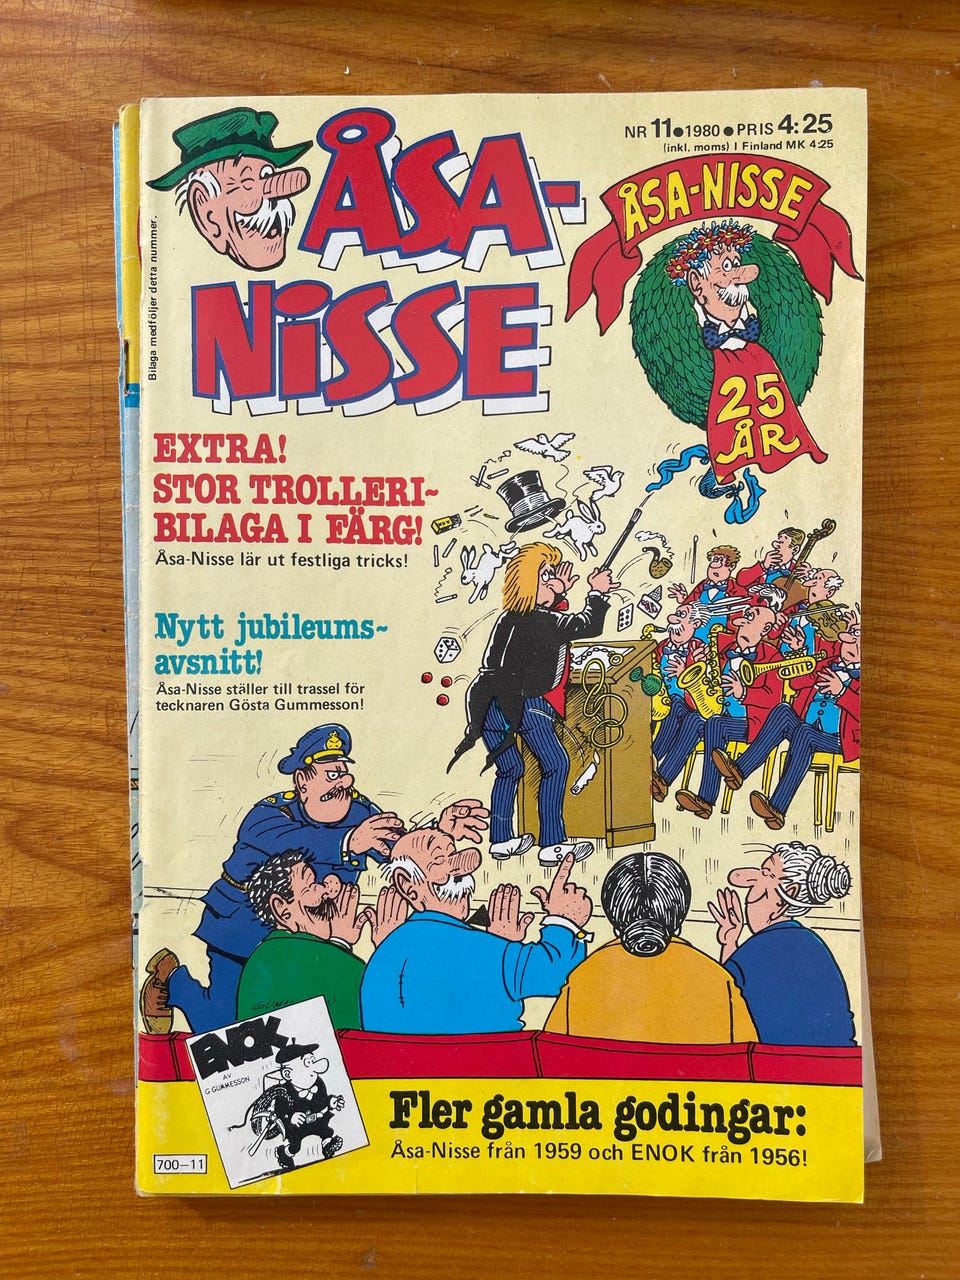 ÅSA-
NISSE
NR 11 ● 1980 ● PRIS 4:25
(inkl. moms) I Finland MK 4:25
Bilaga medföljer detta nummer.
ÅSA-NISSE
25
ÅR
EXTRA!
STOR TROLLERI-
BILAGA I FÄRG!
Åsa-Nisse lär ut festliga tricks!
Nytt jubileums-
avsnitt!
Åsa-Nisse ställer till trassel för
tecknaren Gösta Gummesson!
ENOK
AV
G GUMMESSON
Fler gamla godingar:
Åsa-Nisse från 1959 och ENOK från 1956!
700-11